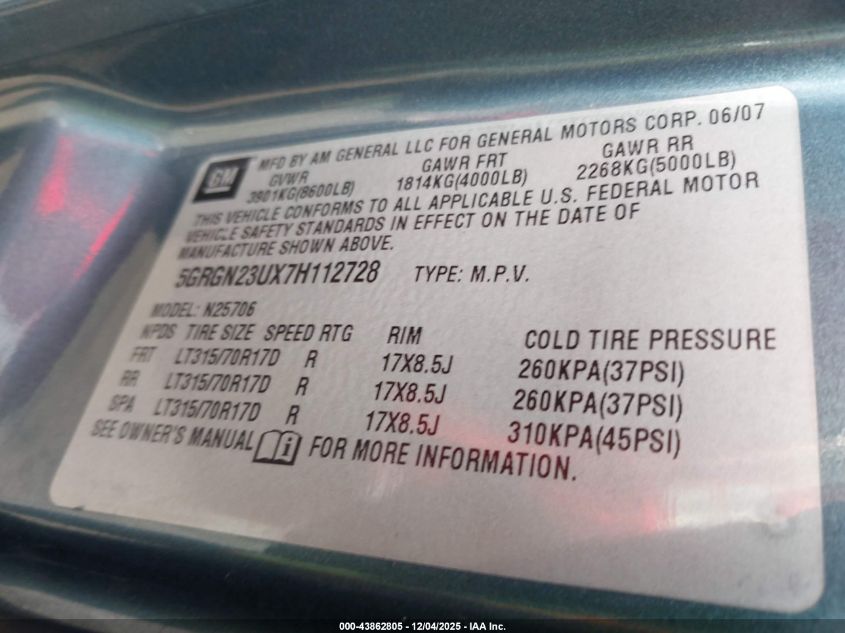 GM
MFD BY AM GENERAL LLC FOR GENERAL MOTORS CORP. 06/07
GVWR GAWR FRT GAWR RR
3901KG(8600LB) 1814KG(4000LB) 2268KG(5000LB)
THIS VEHICLE CONFORMS TO ALL APPLICABLE U.S. FEDERAL MOTOR
VEHICLE SAFETY STANDARDS IN EFFECT ON THE DATE OF
MANUFACTURE SHOWN ABOVE.
5GRGN23UX7H112728 TYPE: M.P.V.
MODEL: N25706
NPDS TIRE SIZE SPEED RTG RIM COLD TIRE PRESSURE
FRT LT315/70R17D R 17X8.5J 260KPA(37PSI)
RR LT315/70R17D R 17X8.5J 260KPA(37PSI)
SPA LT315/70R17D R 17X8.5J 310KPA(45PSI)
SEE OWNER'S MANUAL i FOR MORE INFORMATION.
000-43862805 - 12/04/2025 - IAA Inc.